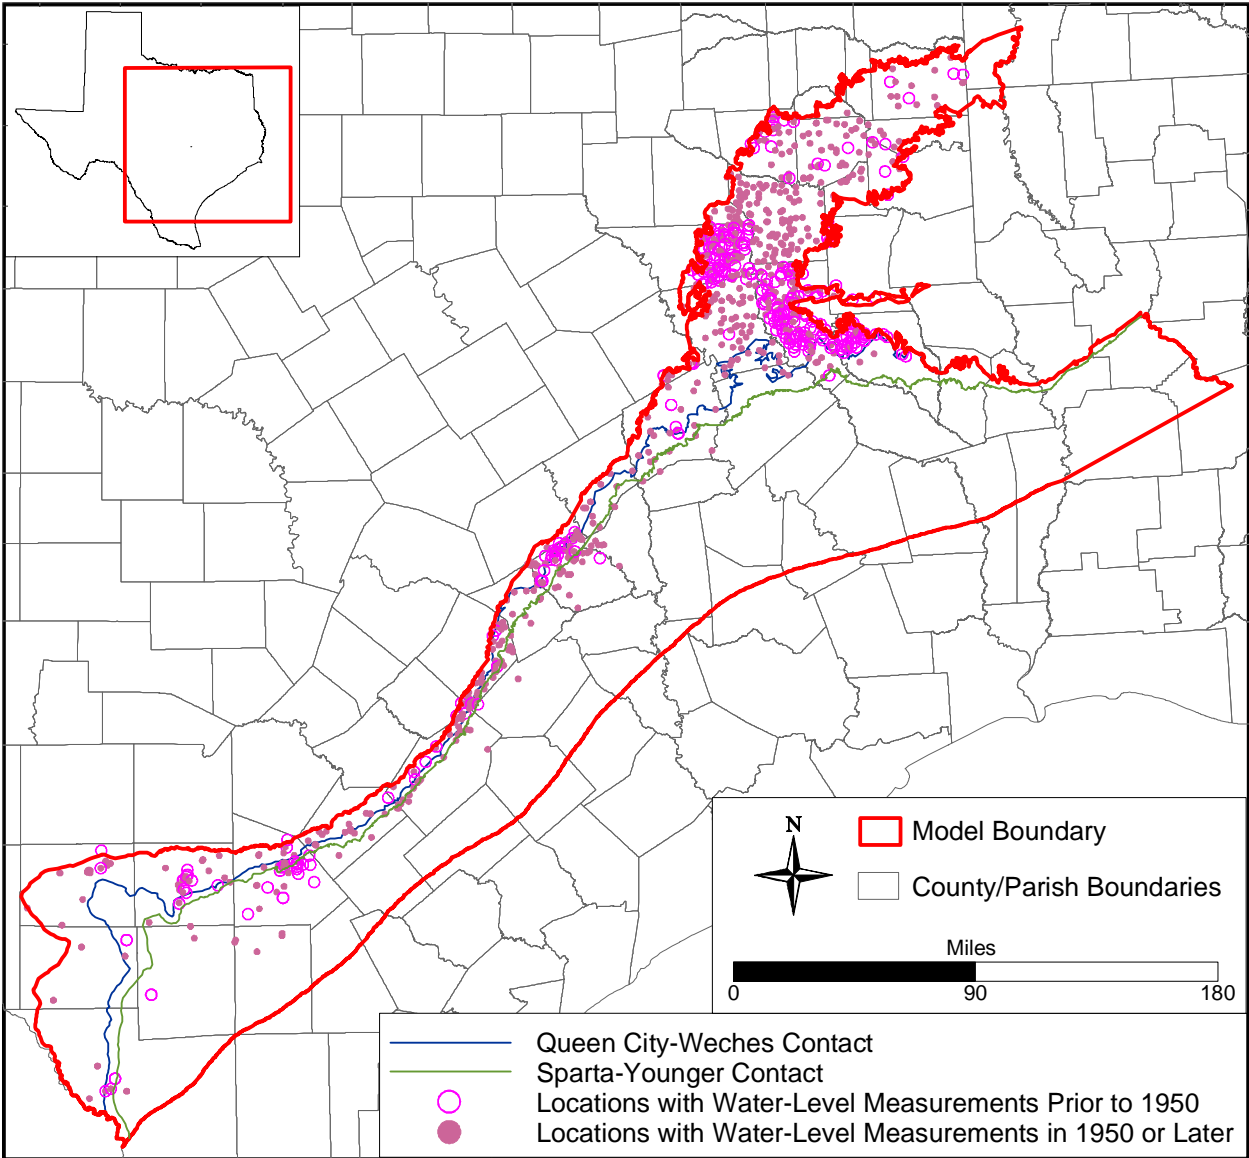 N
Model Boundary
County/Parish Boundaries
Miles
0 90 180
Queen City-Weches Contact
Sparta-Younger Contact
Locations with Water-Level Measurements Prior to 1950
Locations with Water-Level Measurements in 1950 or Later